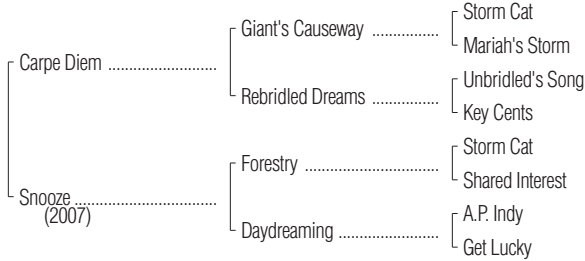 Storm Cat
Giant's Causeway ..................
Mariah's Storm
Carpe Diem .............................
Unbridled's Song
Rebridled Dreams ..................
Key Cents
Storm Cat
Forestry ................................
Shared Interest
Snooze ....................................
(2007)
A.P. Indy
Daydreaming ........................
Get Lucky